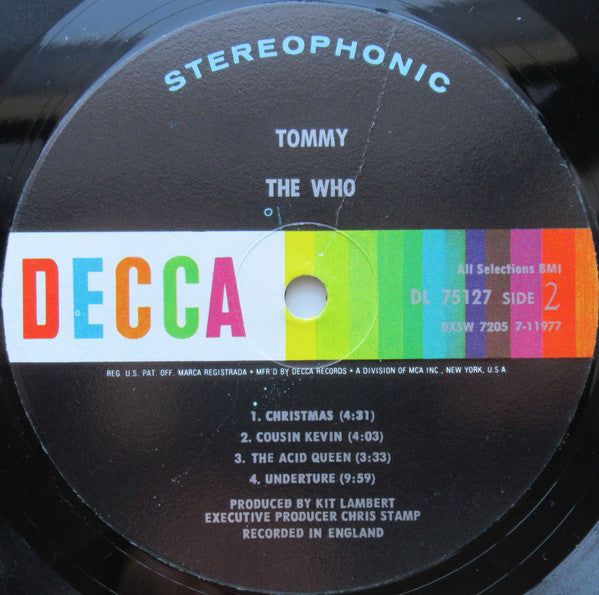 STEREOPHONIC
TOMMY
THE WHO
DECCA
All Selections BMI
DL 75127 SIDE 2
DXSW 7205 7-11977
REG. U.S. PAT. OFF. MARCA REGISTRADA • MFR'D BY DECCA RECORDS • A DIVISION OF MCA INC., NEW YORK, U.S.A
1. CHRISTMAS (4:31)
2. COUSIN KEVIN (4:03)
3. THE ACID QUEEN (3:33)
4. UNDERTURE (9:59)
PRODUCED BY KIT LAMBERT
EXECUTIVE PRODUCER CHRIS STAMP
RECORDED IN ENGLAND